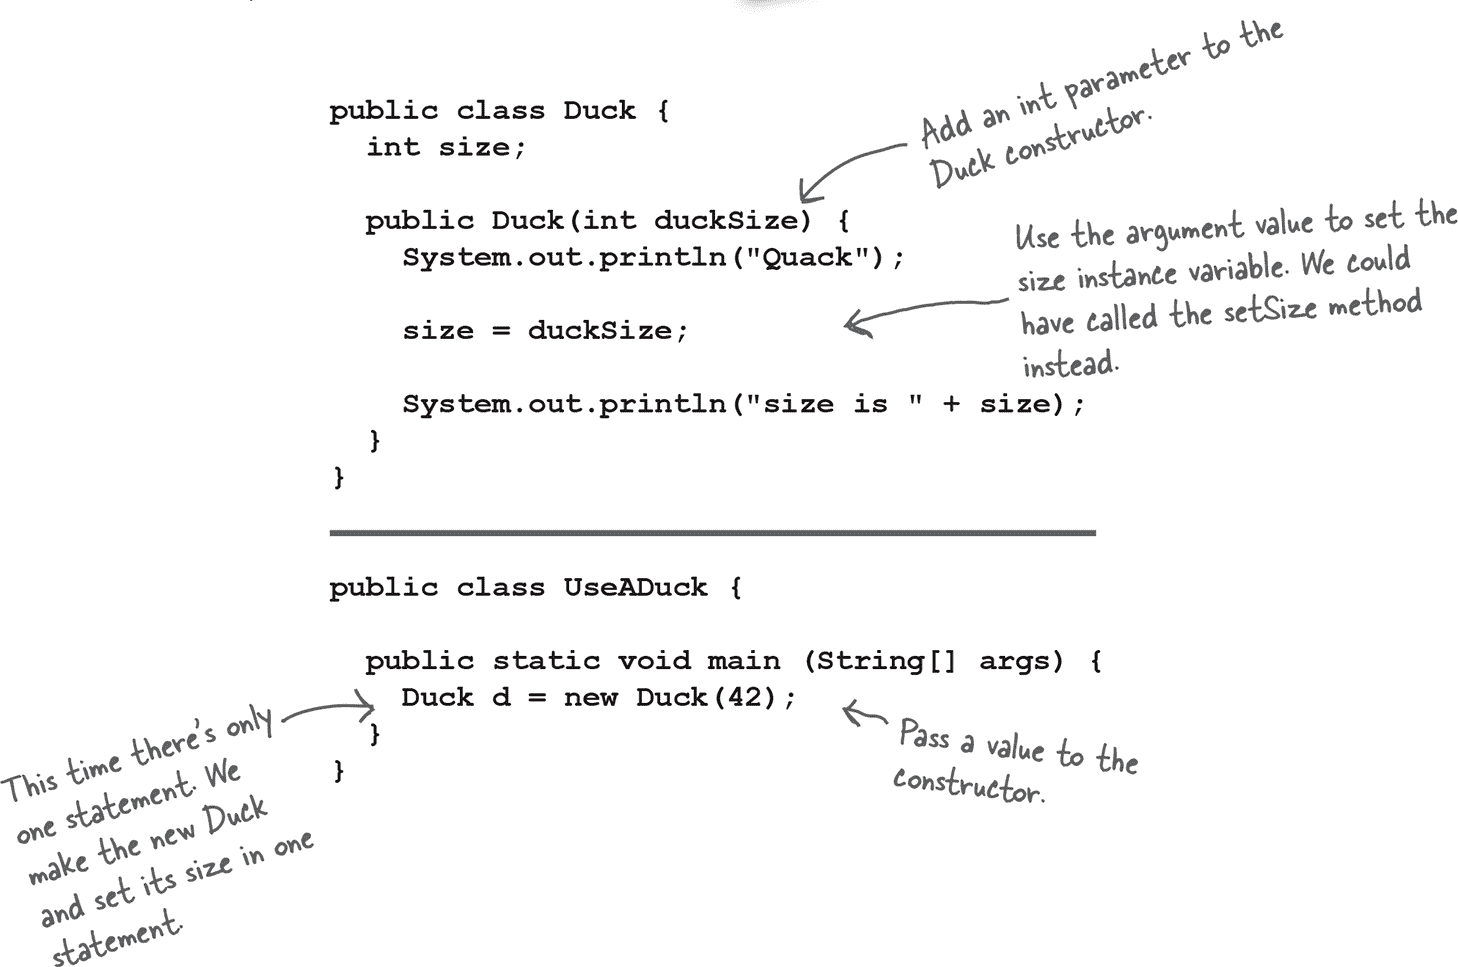 Add an int parameter to the
Duck constructor.
public class Duck {
int size;
public Duck(int duckSize) {
System.out.println("Quack");
size = duckSize;
System.out.println("size is " + size);
}
}
Use the argument value to set the
size instance variable. We could
have called the setSize method
instead.
public class UseADuck {
public static void main (String[] args) {
Duck d = new Duck(42);
}
}
This time there's only
one statement. We
make the new Duck
and set its size in one
statement.
Pass a value to the
constructor.